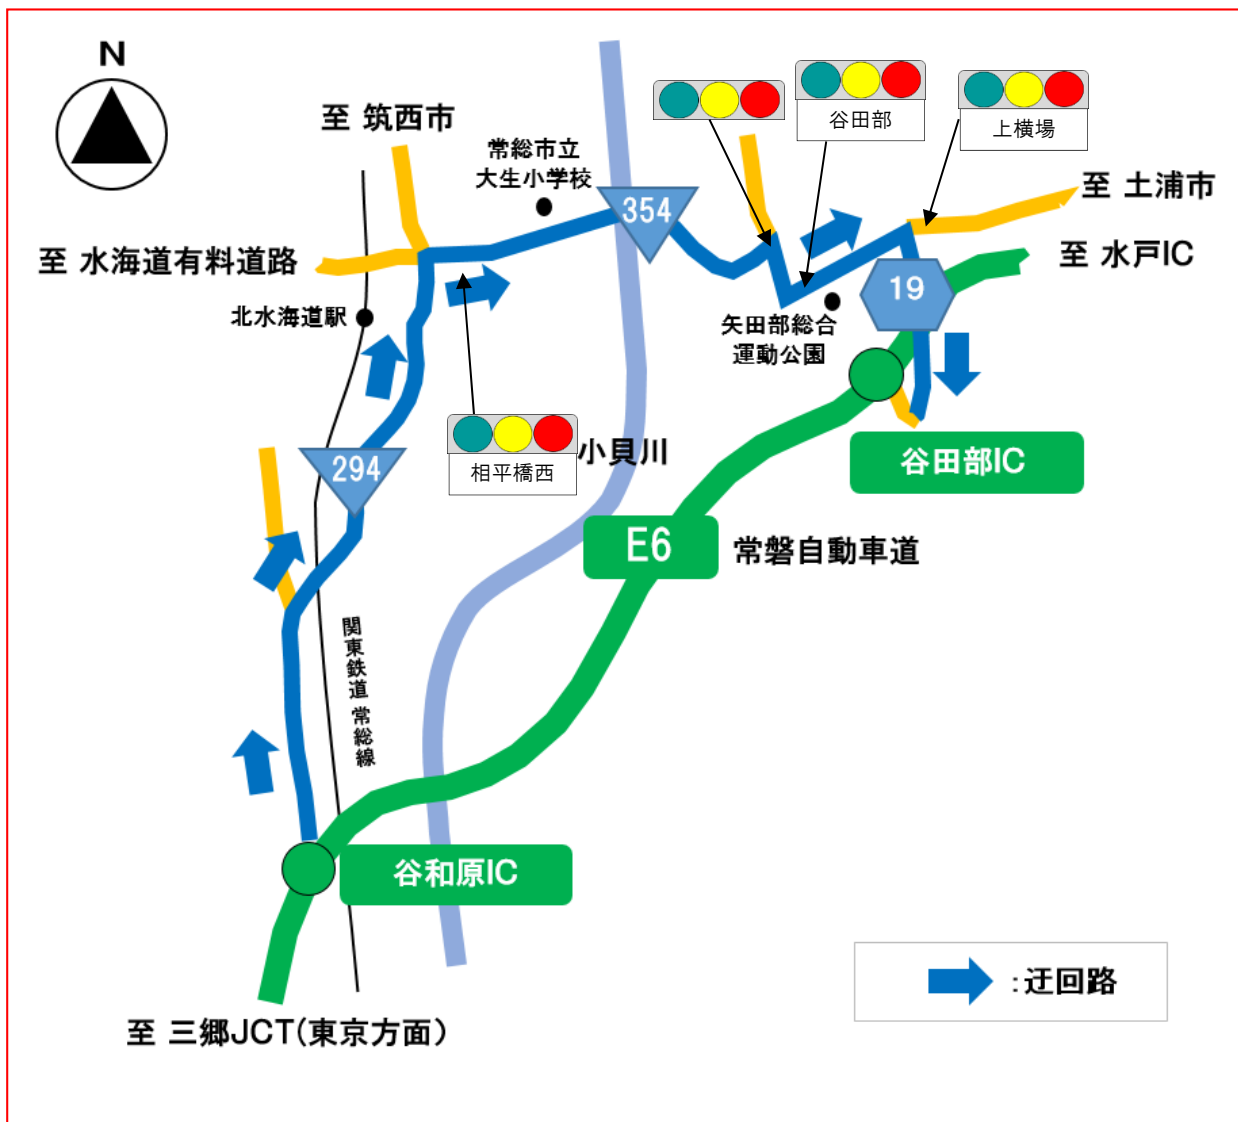 N
至 筑西市
常総市立
大生小学校
谷田部
上横場
至 土浦市
354
至 水海道有料道路
至 水戸IC
19
北水海道駅
矢田部総合
運動公園
294
相平橋西
小貝川
谷田部IC
E6
常磐自動車道
関東鉄道 常総線
谷和原IC
:迂回路
至 三郷JCT(東京方面)